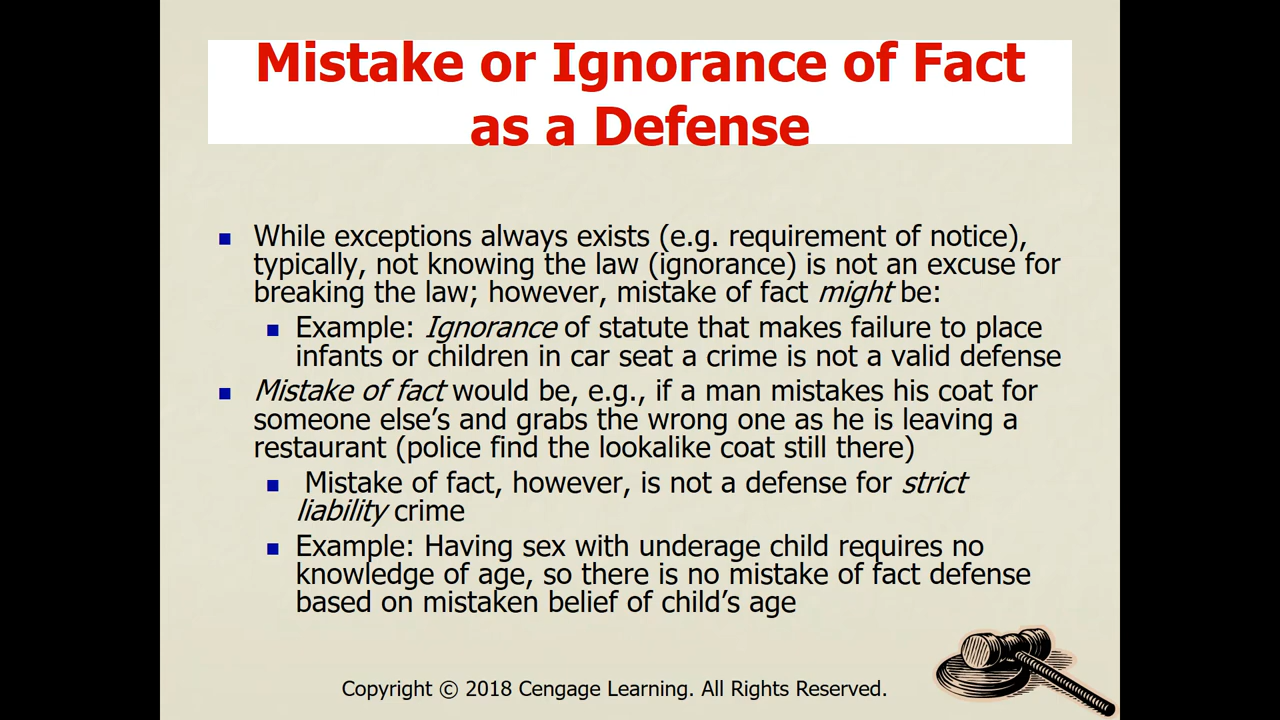 Mistake or Ignorance of Fact
as a Defense
While exceptions always exists (e.g. requirement of notice),
typically, not knowing the law (ignorance) is not an excuse for
breaking the law; however, mistake of fact might be:
Example: Ignorance of statute that makes failure to place
infants or children in car seat a crime is not a valid defense
Mistake of fact would be, e.g., if a man mistakes his coat for
someone else’s and grabs the wrong one as he is leaving a
restaurant (police find the lookalike coat still there)
Mistake of fact, however, is not a defense for strict
liability crime
Example: Having sex with underage child requires no
knowledge of age, so there is no mistake of fact defense
based on mistaken belief of child’s age
Copyright © 2018 Cengage Learning. All Rights Reserved.